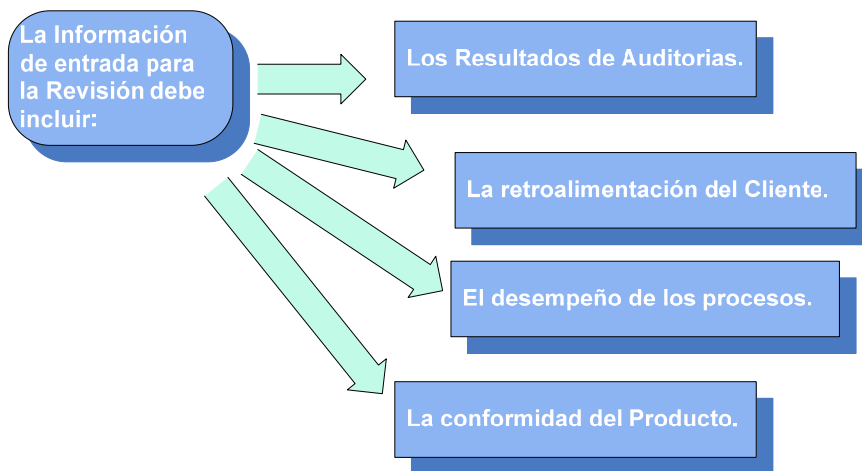 La Información
de entrada para
la Revisión debe
incluir:
Los Resultados de Auditorias.
La retroalimentación del Cliente.
El desempeño de los procesos.
La conformidad del Producto.